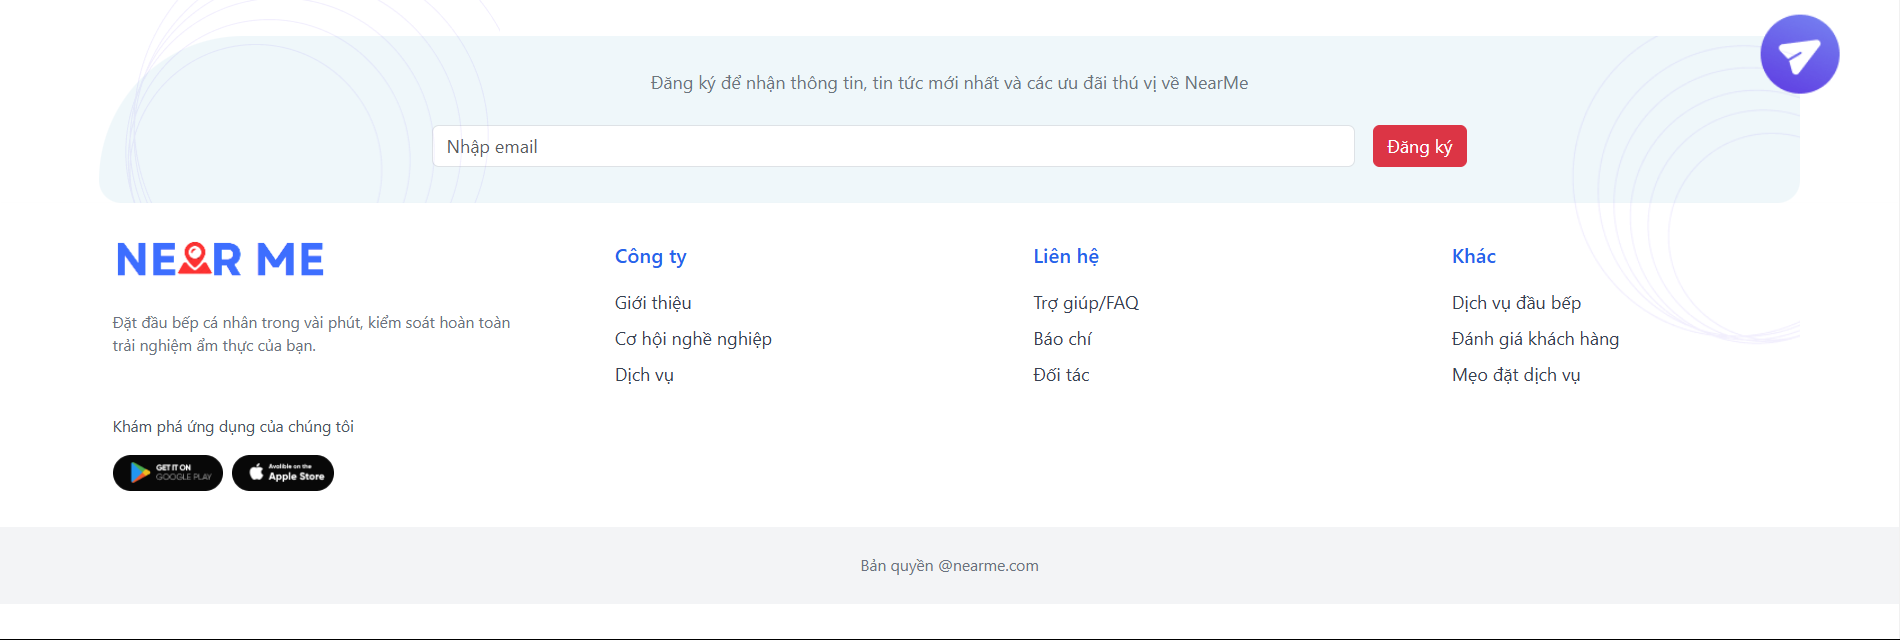 Đăng ký để nhận thông tin, tin tức mới nhất và các ưu đãi thú vị về NearMe
Nhập email
Đăng ký
NEAR ME
Đặt đầu bếp cá nhân trong vài phút, kiểm soát hoàn toàn
trải nghiệm ẩm thực của bạn.
Khám phá ứng dụng của chúng tôi
GET IT ON
GOOGLE PLAY
Avalible on the
Apple Store
Công ty
Giới thiệu
Cơ hội nghề nghiệp
Dịch vụ
Liên hệ
Trợ giúp/FAQ
Báo chí
Đối tác
Khác
Dịch vụ đầu bếp
Đánh giá khách hàng
Mẹo đặt dịch vụ
Bản quyền @nearme.com